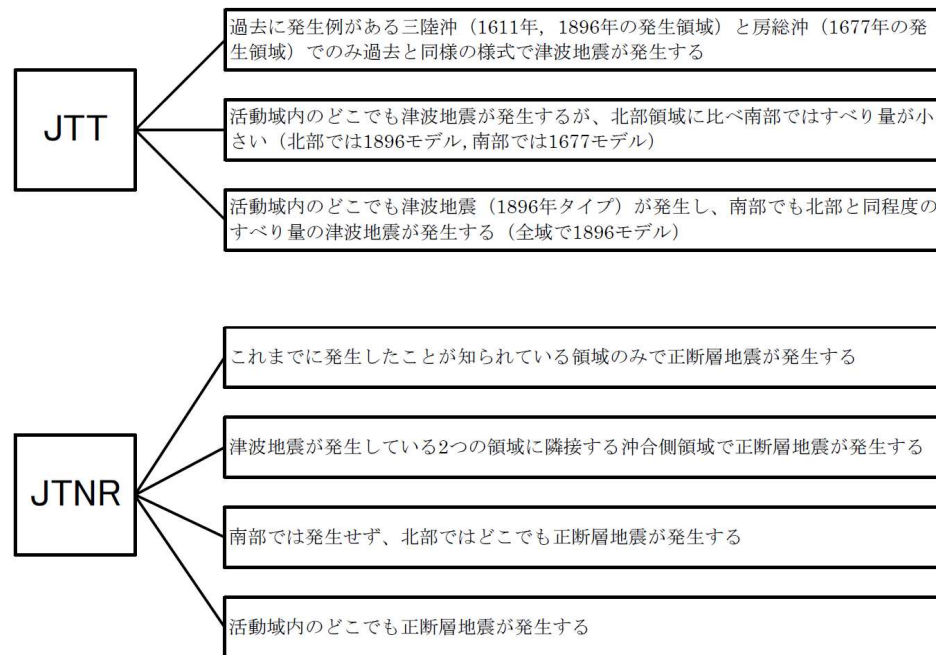 JTT
過去に発生例がある三陸沖（1611年，1896年の発生領域）と房総沖（1677年の発
生領域）でのみ過去と同様の様式で津波地震が発生する
活動域内のどこでも津波地震が発生するが、北部領域に比べ南部ではすべり量が小
さい（北部では1896モデル,南部では1677モデル）
活動域内のどこでも津波地震（1896年タイプ）が発生し、南部でも北部と同程度の
すべり量の津波地震が発生する（全域で1896モデル）
JTNR
これまでに発生したことが知られている領域のみで正断層地震が発生する
津波地震が発生している2つの領域に隣接する沖合側領域で正断層地震が発生する
南部では発生せず、北部ではどこでも正断層地震が発生する
活動域内のどこでも正断層地震が発生する